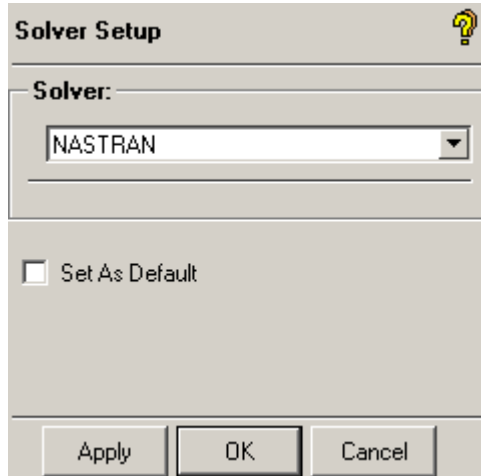 Solver Setup
Solver:
NASTRAN
Set As Default
Apply OK Cancel